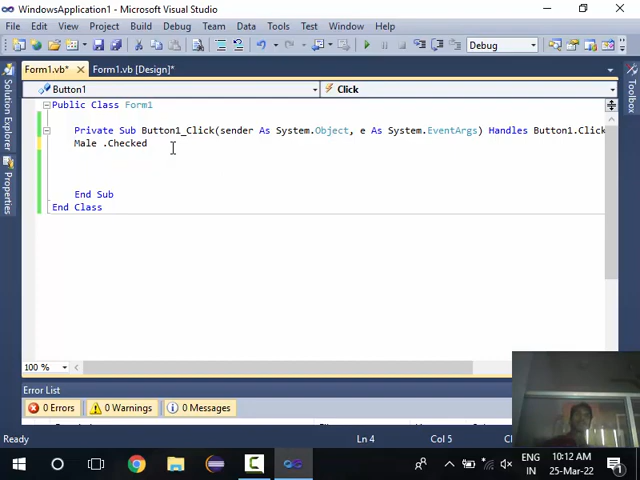 WindowsApplication1 - Microsoft Visual Studio
File Edit View Project Build Debug Team Data Tools Test Window Help
Debug
Form1.vb* Form1.vb [Design]*
Button1 Click
Public Class Form1
Private Sub Button1_Click(sender As System.Object, e As System.EventArgs) Handles Button1.Click
Male .Checked
End Sub
End Class
Solution Explorer
Properties
Toolbox
100 %
Error List
0 Errors 0 Warnings 0 Messages
Ready Ln 4 Col 5
ENG 10:12 AM
IN 25-Mar-22
1